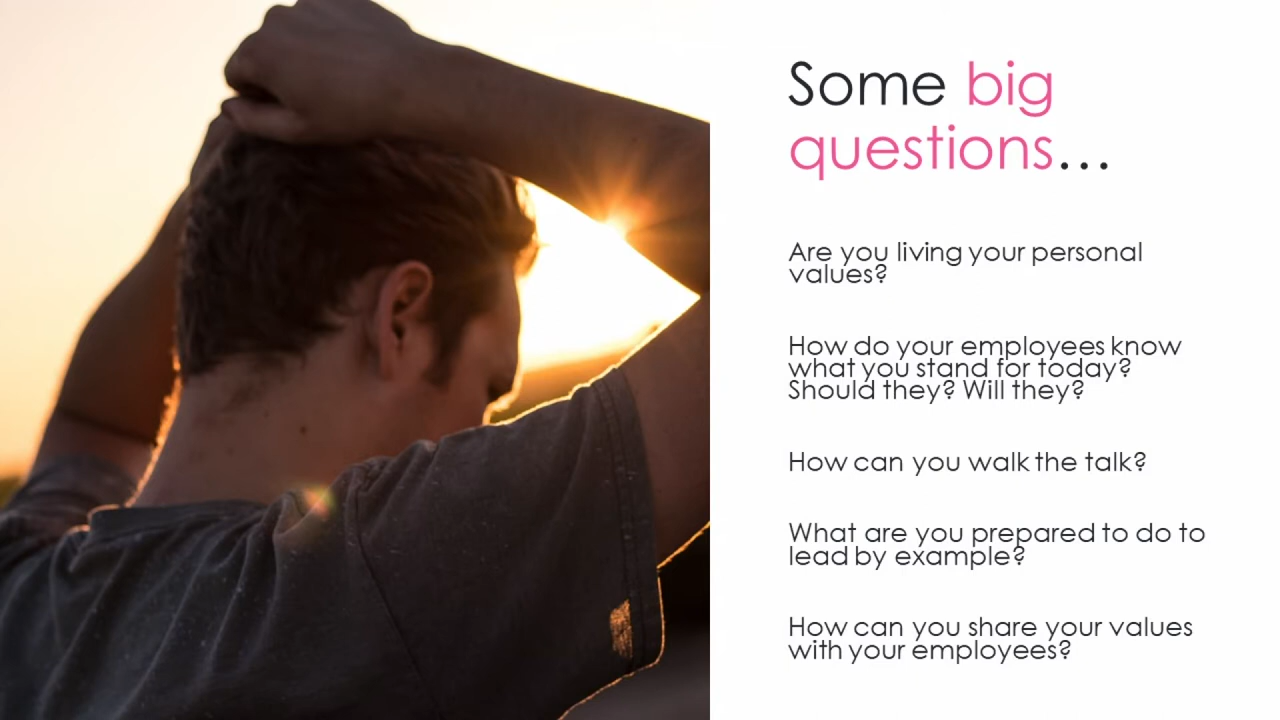 Some big
questions...
Are you living your personal
values?
How do your employees know
what you stand for today?
Should they? Will they?
How can you walk the talk?
What are you prepared to do to
lead by example?
How can you share your values
with your employees?